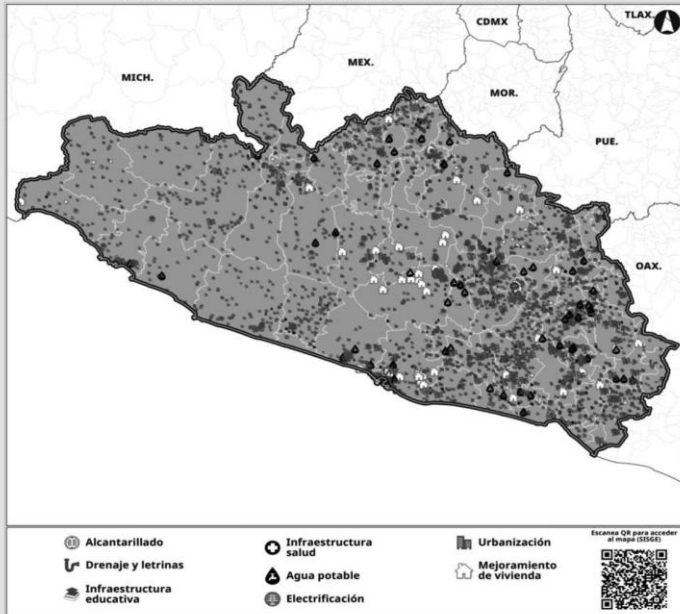 TLAX.
CDMX
MEX.
MICH.
MOR.
PUE.
OAX.
Alcantarillado
Drenaje y letrinas
Infraestructura
educativa
Infraestructura
salud
Agua potable
Electrificación
Urbanización
Mejoramiento
de vivienda
Escanea QR para acceder
al mapa (SISGE)